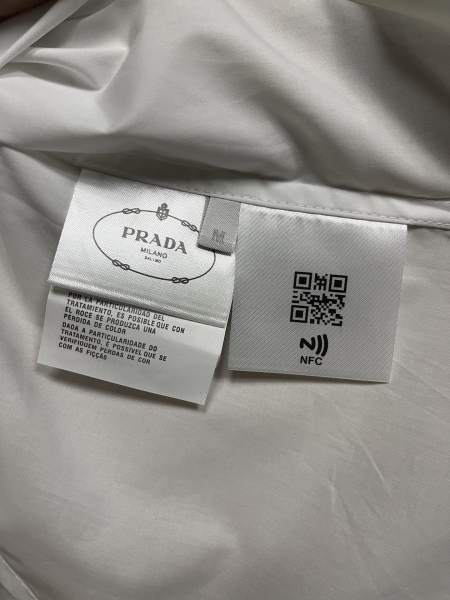 PRADA
MILANO
DAL 1913
M
POR LA PARTICULARIDAD DEL
TRATAMIENTO, ES POSIBLE QUE CON
EL ROCE SE PRODUZCA UNA
PERDIDA DE COLOR
DADA A PARTICULARIDADE DO
TRATAMENTO, E POSSIVEL QUE SE
VERIFIQUEM PERDAS DE COR
COM AS FICÇÃO
NFC